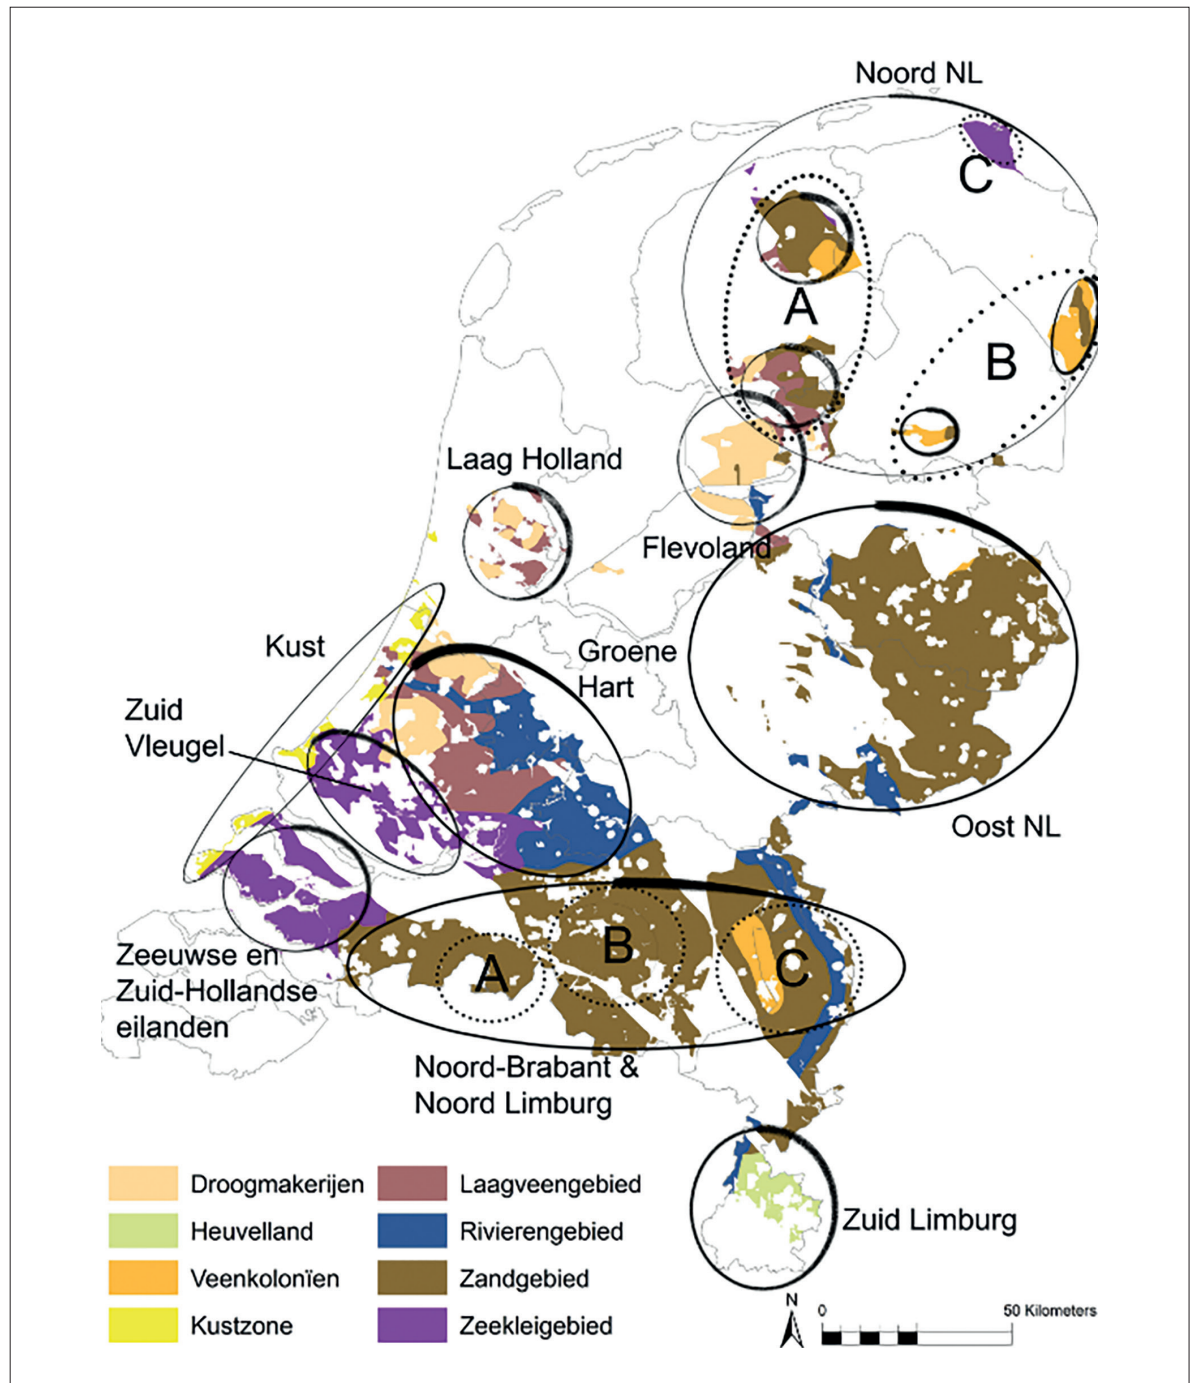 Noord NL
C
A
B
Laag Holland
Flevoland
Kust
Groene
Hart
Zuid
Vleugel
Oost NL
A
B
C
Zeeuwse en
Zuid-Hollandse
eilanden
Noord-Brabant &
Noord Limburg
Zuid Limburg
Droogmakerijen
Laagveengebied
Heuvelland
Rivierengebied
Veenkolonïen
Zandgebied
Kustzone
Zeekleigebied
N
0
50 Kilometers